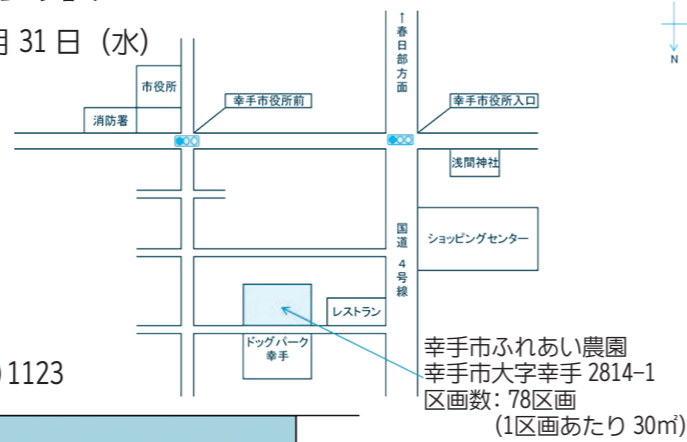 月 31 日（水）
↑春日部方面
N
市役所
消防署
幸手市役所前
幸手市役所入口
浅間神社
国道4号線
ショッピングセンター
レストラン
ドッグパーク
幸手
幸手市ふれあい農園
幸手市大字幸手 2814-1
区画数：78区画
（1区画あたり 30㎡）
1123